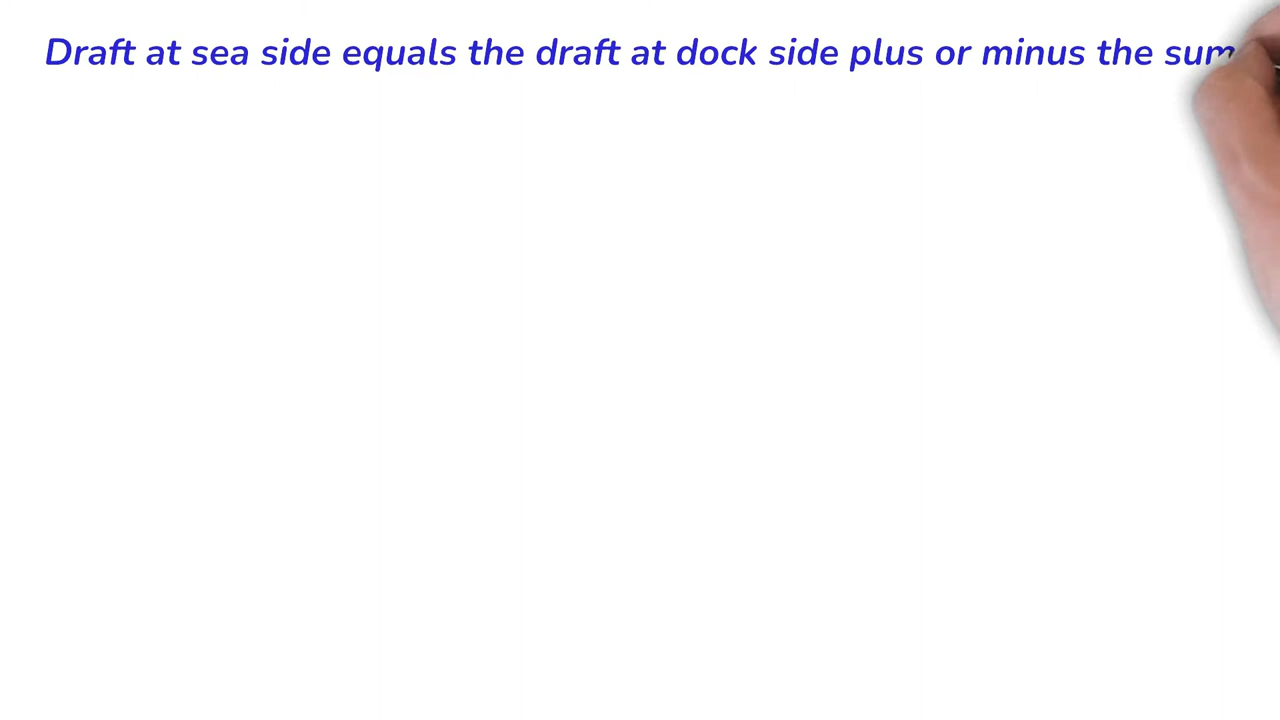 Draft at sea side equals the draft at dock side plus or minus the sum